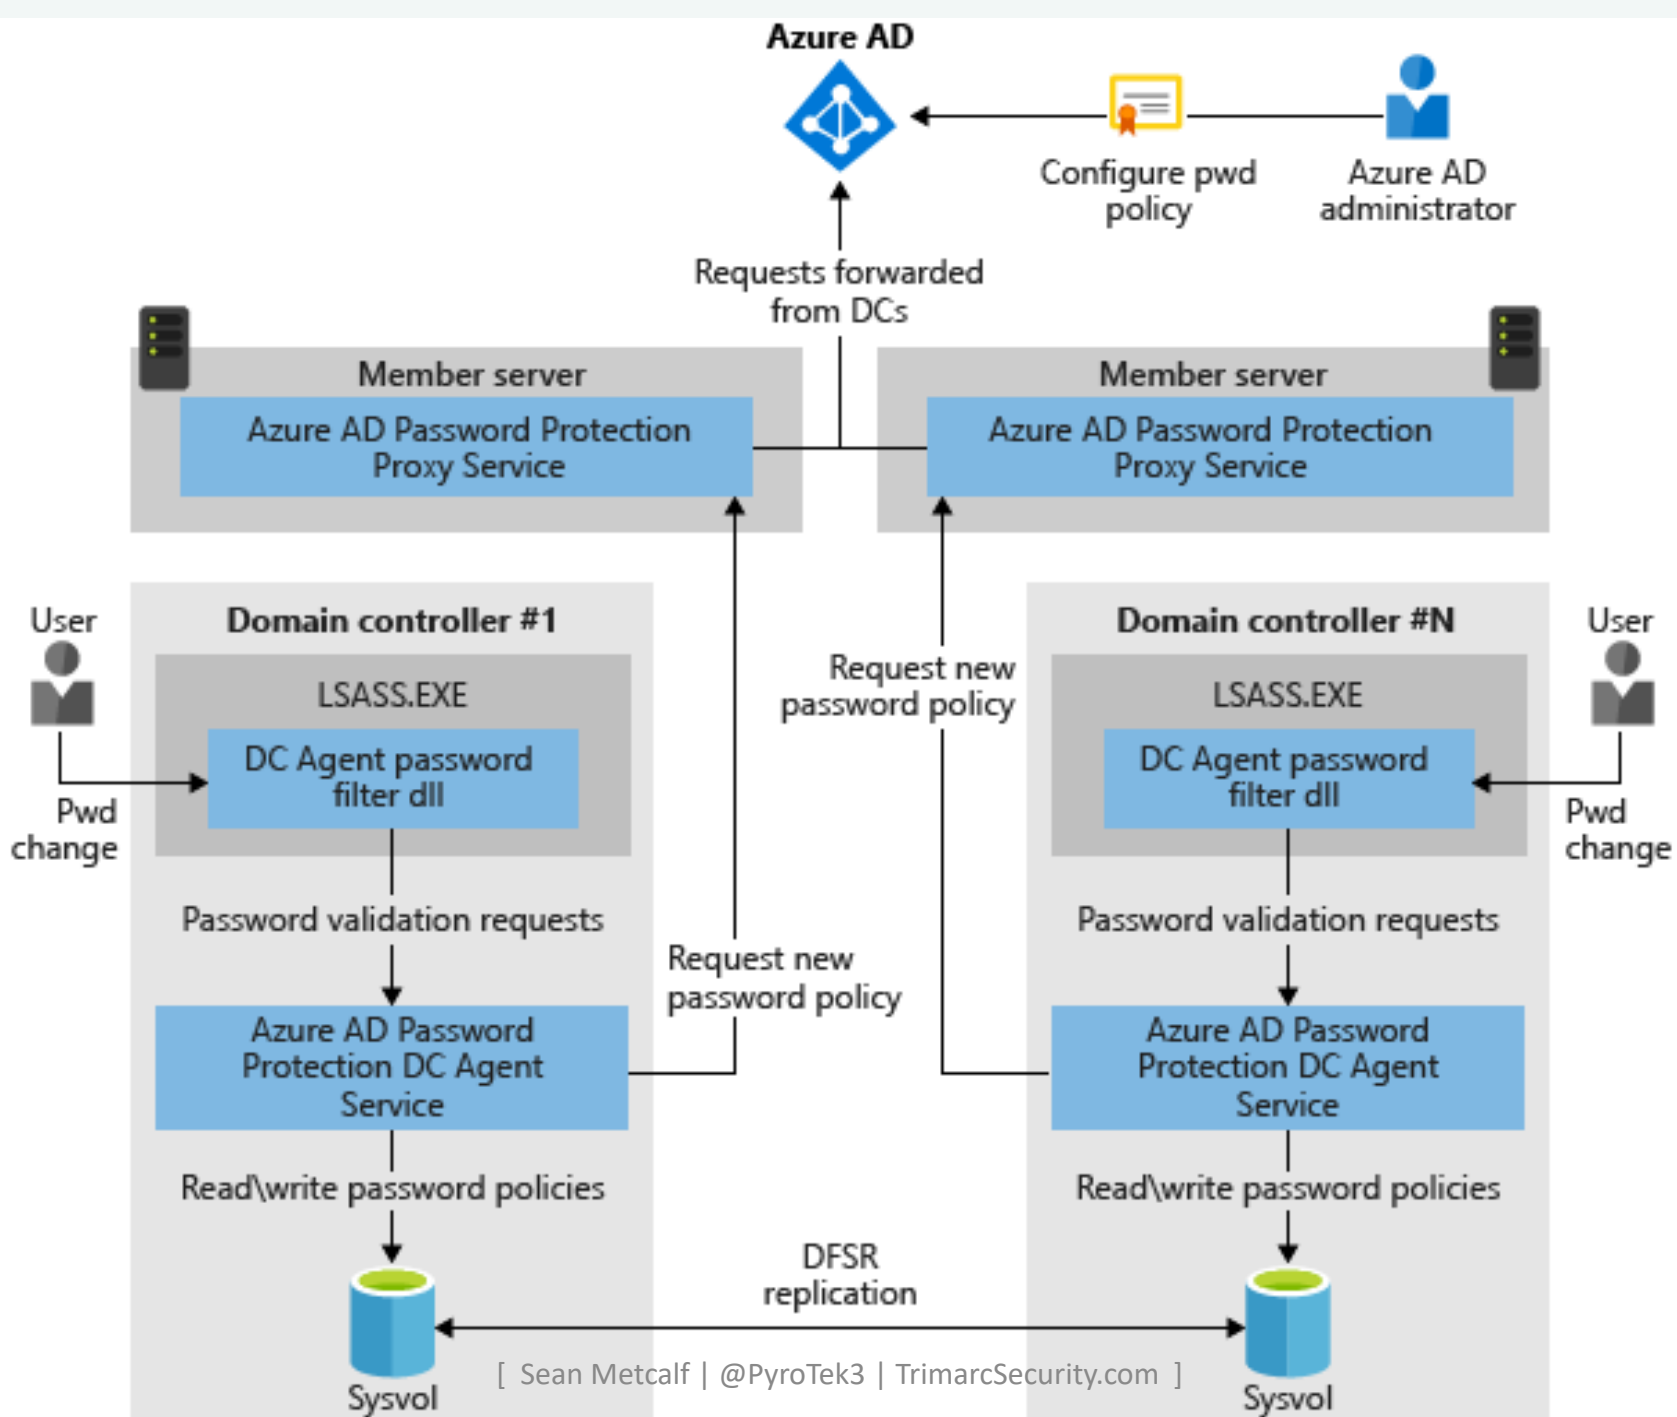 Azure AD
Configure pwd
policy
Azure AD
administrator
Requests forwarded
from DCs
Member server
Azure AD Password Protection
Proxy Service
Member server
Azure AD Password Protection
Proxy Service
User
Pwd
change
Domain controller #1
LSASS.EXE
DC Agent password
filter dll
Password validation requests
Azure AD Password
Protection DC Agent
Service
Read\write password policies
Sysvol
Request new
password policy
Request new
password policy
Domain controller #N
LSASS.EXE
DC Agent password
filter dll
Password validation requests
Azure AD Password
Protection DC Agent
Service
Read\write password policies
Sysvol
User
Pwd
change
DFSR
replication
[ Sean Metcalf | @PyroTek3 | TrimarcSecurity.com ]